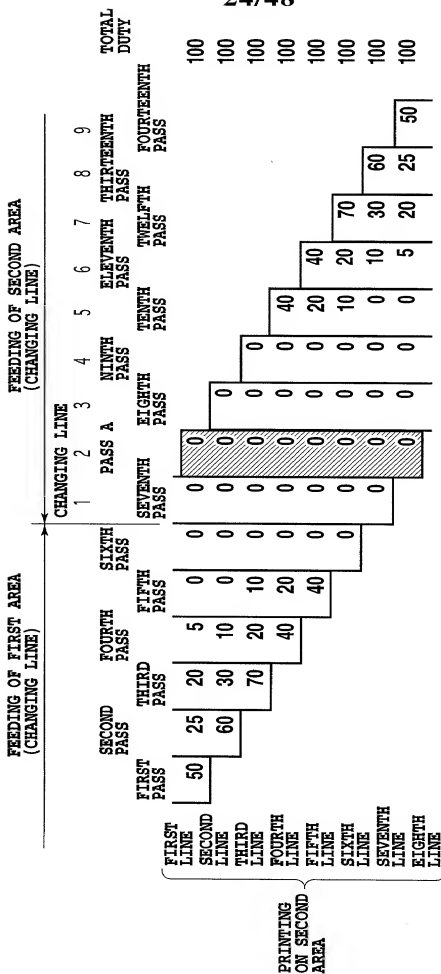 24/48
FEEDING OF FIRST AREA
(CHANGING LINE)
FEEDING OF SECOND AREA
(CHANGING LINE)
CHANGING LINE
1 2 3 4 5 6 7 8 9
SECOND PASS FOURTH PASS SIXTH PASS PASS A NINTH PASS ELEVENTH PASS THIRTEENTH PASS TOTAL DUTY
FIRST PASS THIRD PASS FIFTH PASS SEVENTH PASS EIGHTH PASS TENTH PASS TWELFTH PASS FOURTEENTH PASS
PRINTING
ON SECOND
AREA
FIRST LINE 50 25 20 5 0 0 0 0 100
SECOND LINE 60 30 10 0 0 0 0 0 100
THIRD LINE 70 20 10 0 0 0 0 0 100
FOURTH LINE 40 20 0 0 0 0 0 40 100
FIFTH LINE 40 0 0 0 0 0 20 40 100
SIXTH LINE 0 0 0 0 0 10 20 70 100
SEVENTH LINE 0 0 0 0 0 10 30 60 100
EIGHTH LINE 0 0 0 0 5 20 25 50 100